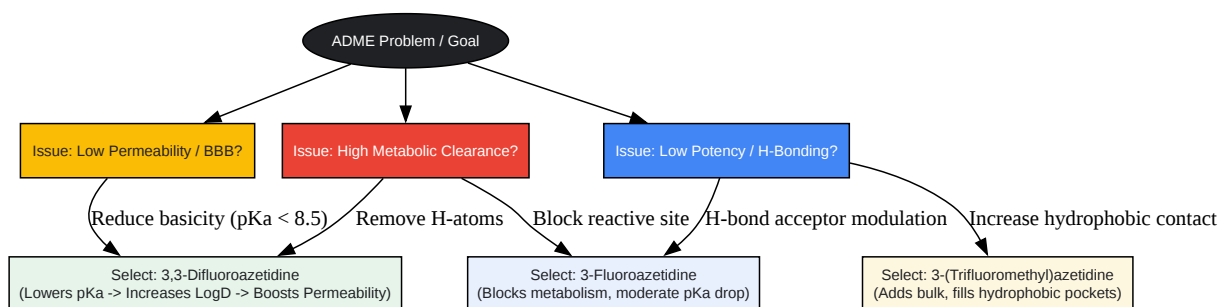 ADME Problem / Goal
Issue: Low Permeability / BBB?
Issue: High Metabolic Clearance?
Issue: Low Potency / H-Bonding?
Reduce basicity (pKa < 8.5)
Remove H-atoms
Block reactive site
H-bond acceptor modulation
Increase hydrophobic contact
Select: 3,3-Difluoroazetidine
(Lowers pKa -> Increases LogD -> Boosts Permeability)
Select: 3-Fluoroazetidine
(Blocks metabolism, moderate pKa drop)
Select: 3-(Trifluoromethyl)azetidine
(Adds bulk, fills hydrophobic pockets)